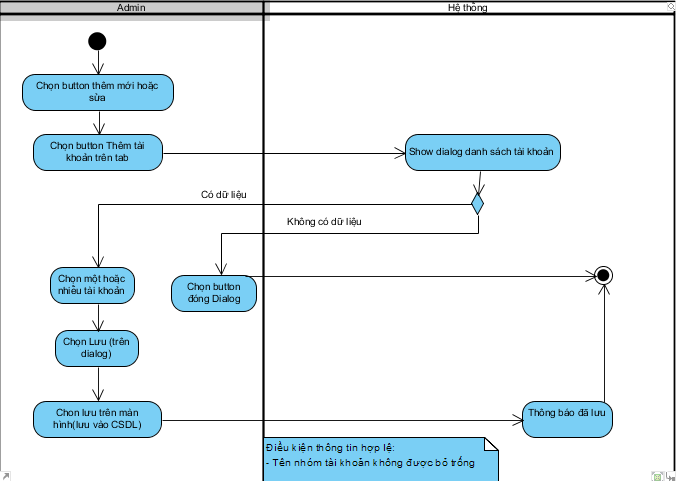 Admin
Hệ thống
Chọn button thêm mới hoặc
sửa
Chọn button Thêm tài
khoản trên tab
Show dialog danh sách tài khoản
Có dữ liệu
Không có dữ liệu
Chọn một hoặc
nhiều tài khoản
Chọn button
đóng Dialog
Chọn Lưu (trên
dialog)
Chon lưu trên màn
hình(lưu vào CSDL)
Thông báo đã lưu
Điều kiện thông tin hợp lệ:
- Tên nhóm tài khoản không được bỏ trống